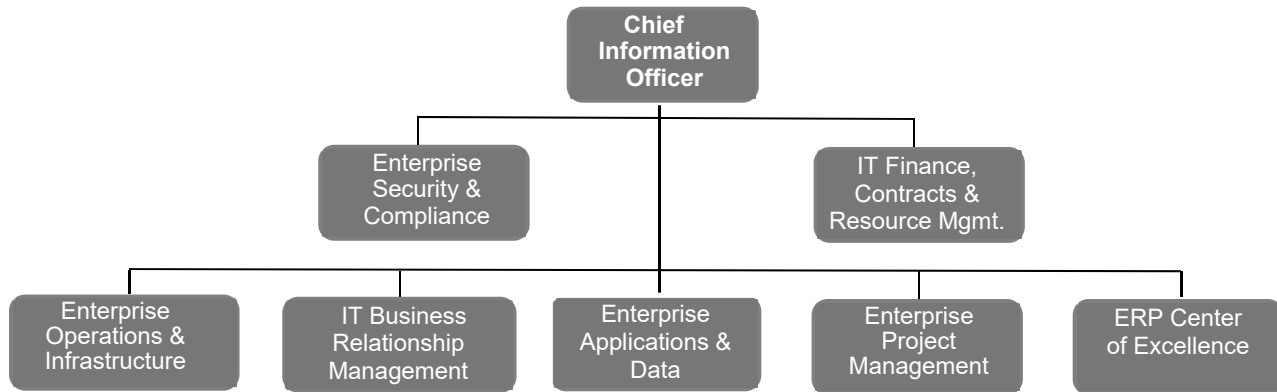 Chief
Information
Officer
Enterprise
Security &
Compliance
IT Finance,
Contracts &
Resource Mgmt.
Enterprise
Operations &
Infrastructure
IT Business
Relationship
Management
Enterprise
Applications &
Data
Enterprise
Project
Management
ERP Center
of Excellence